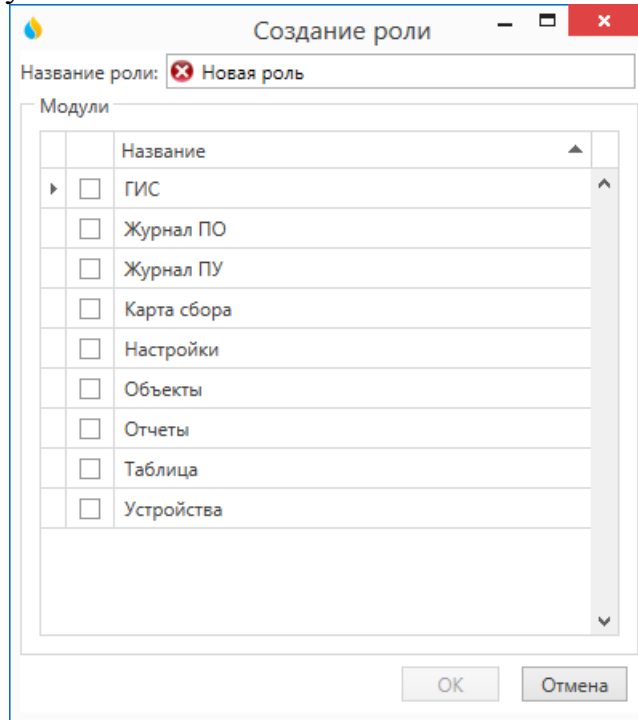 Создание роли
Название роли: Новая роль
Модули
Название
ГИС
Журнал ПО
Журнал ПУ
Карта сбора
Настройки
Объекты
Отчеты
Таблица
Устройства
ОК Отмена